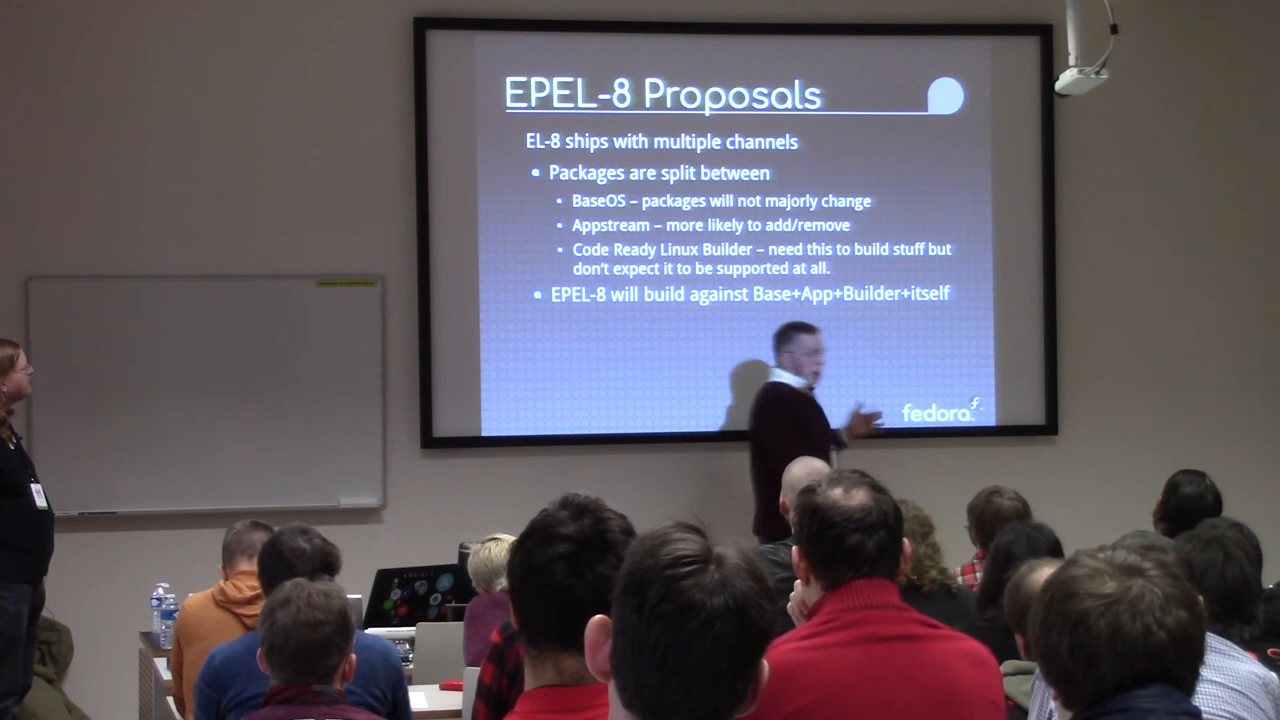 EPEL-8 Proposals
EL-8 ships with multiple channels
• Packages are split between
• BaseOS – packages will not majorly change
• Appstream – more likely to add/remove
• Code Ready Linux Builder – need this to build stuff but
don't expect it to be supported at all.
• EPEL-8 will build against Base+App+Builder+itself
fedora